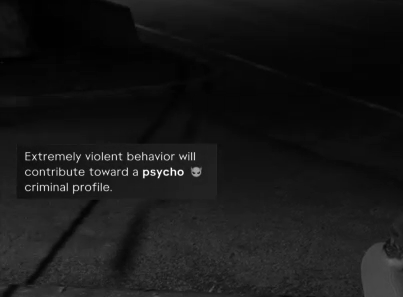 Extremely violent behavior will
contribute toward a psycho
criminal profile.